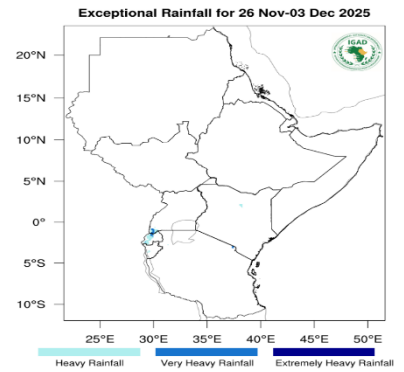 Exceptional Rainfall for 26 Nov-03 Dec 2025
IGAD
20°N
15°N
10°N
5°N
0°
5°S
10°S
25°E 30°E 35°E 40°E 45°E 50°E
Heavy Rainfall Very Heavy Rainfall Extremely Heavy Rainfall